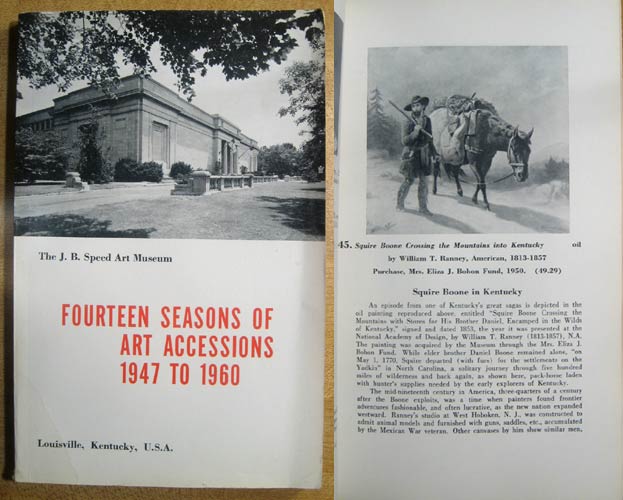 The J. B. Speed Art Museum
FOURTEEN SEASONS OF
ART ACCESSIONS
1947 TO 1960
Louisville, Kentucky, U.S.A.
45. Squire Boone Crossing the Mountains into Kentucky oil
by William T. Ranney, American, 1813-1857
Purchase, Mrs. Eliza J. Bohon Fund, 1950. (49.29)
Squire Boone in Kentucky
An episode from one of Kentucky's great sagas is depicted in the
oil painting reproduced above, entitled "Squire Boone Crossing the
Mountains with Stores for His Brother Daniel, Encamped in the Wilds
of Kentucky," signed and dated 1853, the year it was presented at the
National Academy of Design, by William T. Ranney (1813-1857), N.A.
The painting was acquired by the Museum through the Mrs. Eliza J.
Bohon Fund. While elder brother Daniel Boone remained alone, "on
May 1, 1770, Squire departed (with furs) for the settlements on the
Yadkin" in North Carolina, a solitary journey through five hundred
miles of wilderness and back again, as shown here, pack-horse laden
with hunter's supplies needed by the early explorers of Kentucky.
The mid-nineteenth century in America, three-quarters of a century
after the Boone exploits, was a time when painters found frontier
adventures fashionable, and often lucrative, as the new nation expanded
westward. Ranney's studio at West Hoboken, N. J., was constructed to
admit animal models and furnished with guns, saddles, etc., accumulated
by the Mexican War veteran. Other canvases by him show similar men,